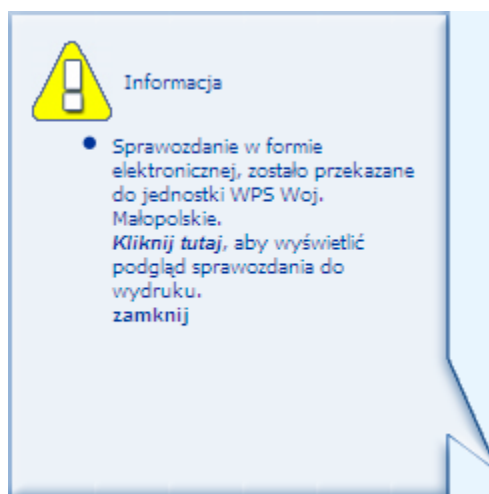 Informacja
Sprawozdanie w formie
elektronicznej, zostało przekazane
do jednostki WPS Woj.
Małopolskie.
Kliknij tutaj, aby wyświetlić
podgląd sprawozdania do
wydruku.
zamknij